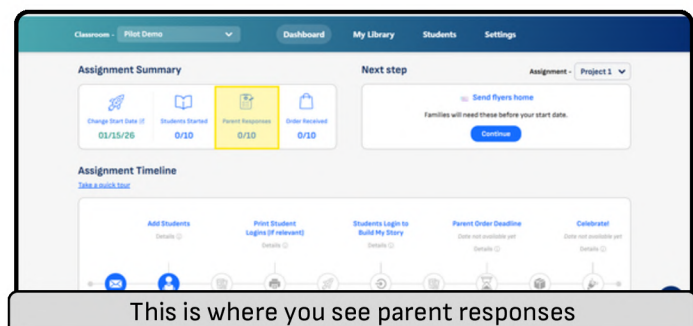 Classroom - Pilot Demo Dashboard My Library Students Settings
Assignment Summary
Next step
Assignment - Project 1
Change Start Date
01/15/26
Students Started
0/10
Parent Responses
0/10
Order Received
0/10
Send flyers home
Families will need these before your start date.
Continue
Assignment Timeline
Take a quick tour
Add Students
Details
Print Student
Logins (if relevant)
Details
Students Login to
Build My Story
Details
Parent Order Deadline
Date not available yet
Details
Celebrate!
Date not available yet
Details
This is where you see parent responses